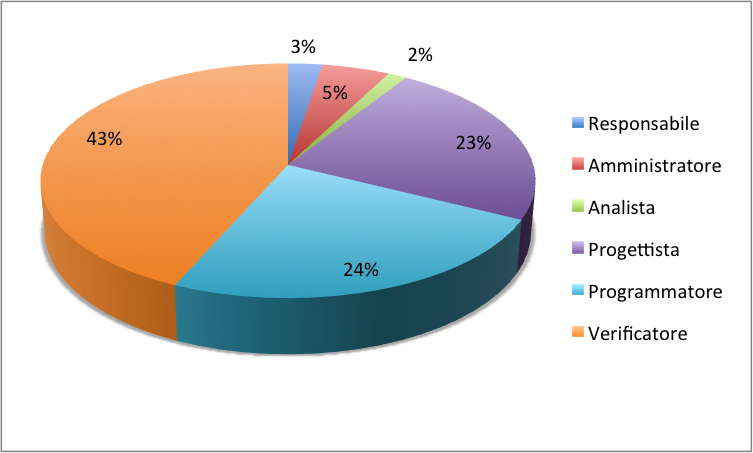 3%
2%
5%
43%
23%
24%
Responsabile
Amministratore
Analista
Progettista
Programmatore
Verificatore